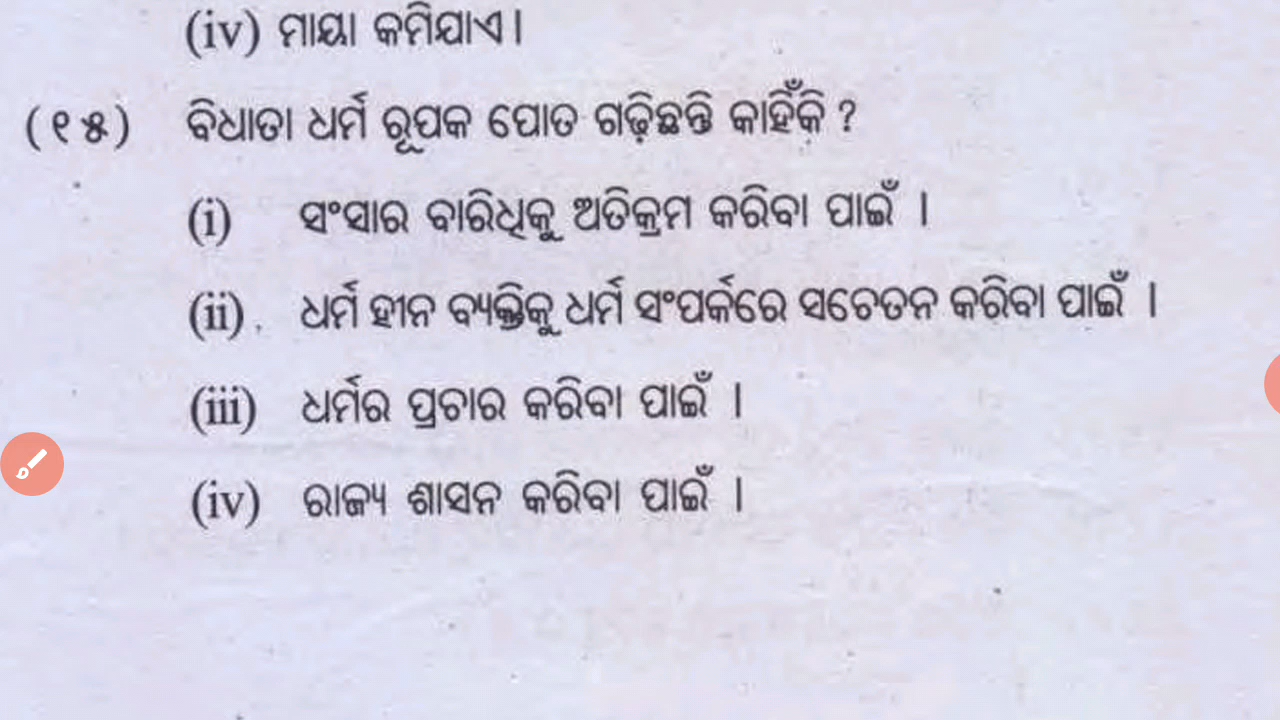 (iv) ମାୟା କମିଯାଏ।
(୧୫) ବିଧାତା ଧର୍ମ ରୂପକ ପୋତ ଗଢ଼ିଛନ୍ତି କାହିଁକି ?
(i) ସଂସାର ବାରିଧିକୁ ଅତିକ୍ରମ କରିବା ପାଇଁ ।
(ii) ଧର୍ମ ହୀନ ବ୍ୟକ୍ତିକୁ ଧର୍ମ ସଂପର୍କରେ ସଚେତନ କରିବା ପାଇଁ ।
(iii) ଧର୍ମର ପ୍ରଚାର କରିବା ପାଇଁ ।
(iv) ରାଜ୍ୟ ଶାସନ କରିବା ପାଇଁ ।